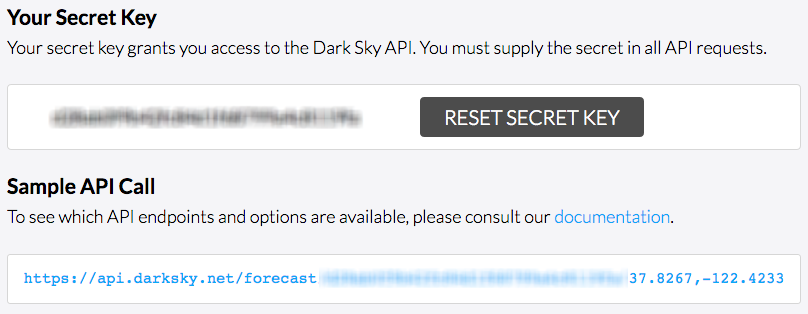 Your Secret Key
Your secret key grants you access to the Dark Sky API. You must supply the secret in all API requests.
RESET SECRET KEY
Sample API Call
To see which API endpoints and options are available, please consult our documentation.
https://api.darksky.net/forecast 37.8267,-122.4233